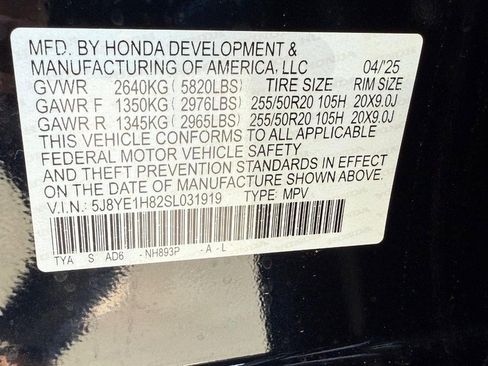 MFD. BY HONDA DEVELOPMENT &
MANUFACTURING OF AMERICA, LLC 04/'25
GVWR 2640KG (5820LBS) TIRE SIZE RIM SIZE
GAWR F 1350KG (2976LBS) 255/50R20 105H 20X9.0J
GAWR R 1345KG (2965LBS) 255/50R20 105H 20X9.0J
THIS VEHICLE CONFORMS TO ALL APPLICABLE
FEDERAL MOTOR VEHICLE SAFETY
AND THEFT PREVENTION STANDARDS IN EFFECT
ON THE DATE OF MANUFACTURE SHOWN ABOVE.
V.I.N.: 5J8YE1H82SL031919 TYPE: MPV
TYA S AD6 - NH893P - A - L